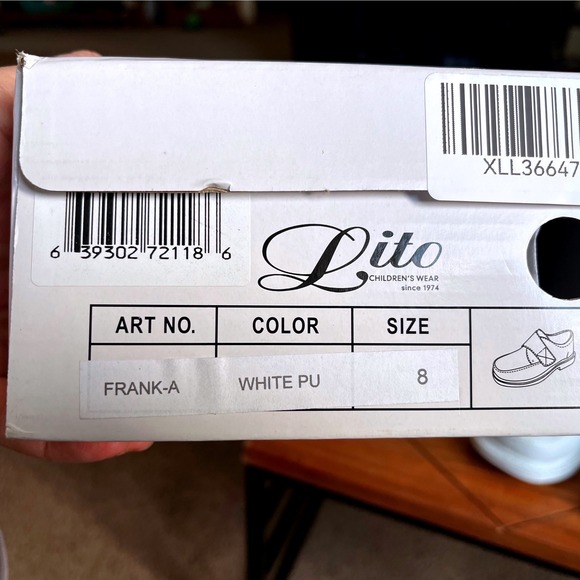 XLL36647
6 39302 72118 6
Lito
CHILDREN'S WEAR
since 1974
ART NO. COLOR SIZE
FRANK-A WHITE PU 8